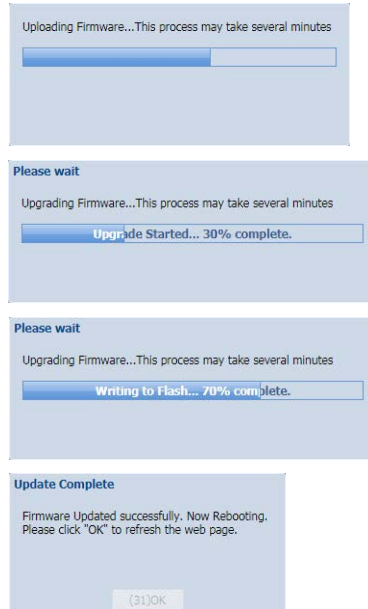 Uploading Firmware...This process may take several minutes
Please wait
Upgrading Firmware...This process may take several minutes
Upgrade Started... 30% complete.
Please wait
Upgrading Firmware...This process may take several minutes
Writing to Flash... 70% complete.
Update Complete
Firmware Updated successfully. Now Rebooting.
Please click "OK" to refresh the web page.
(31)OK